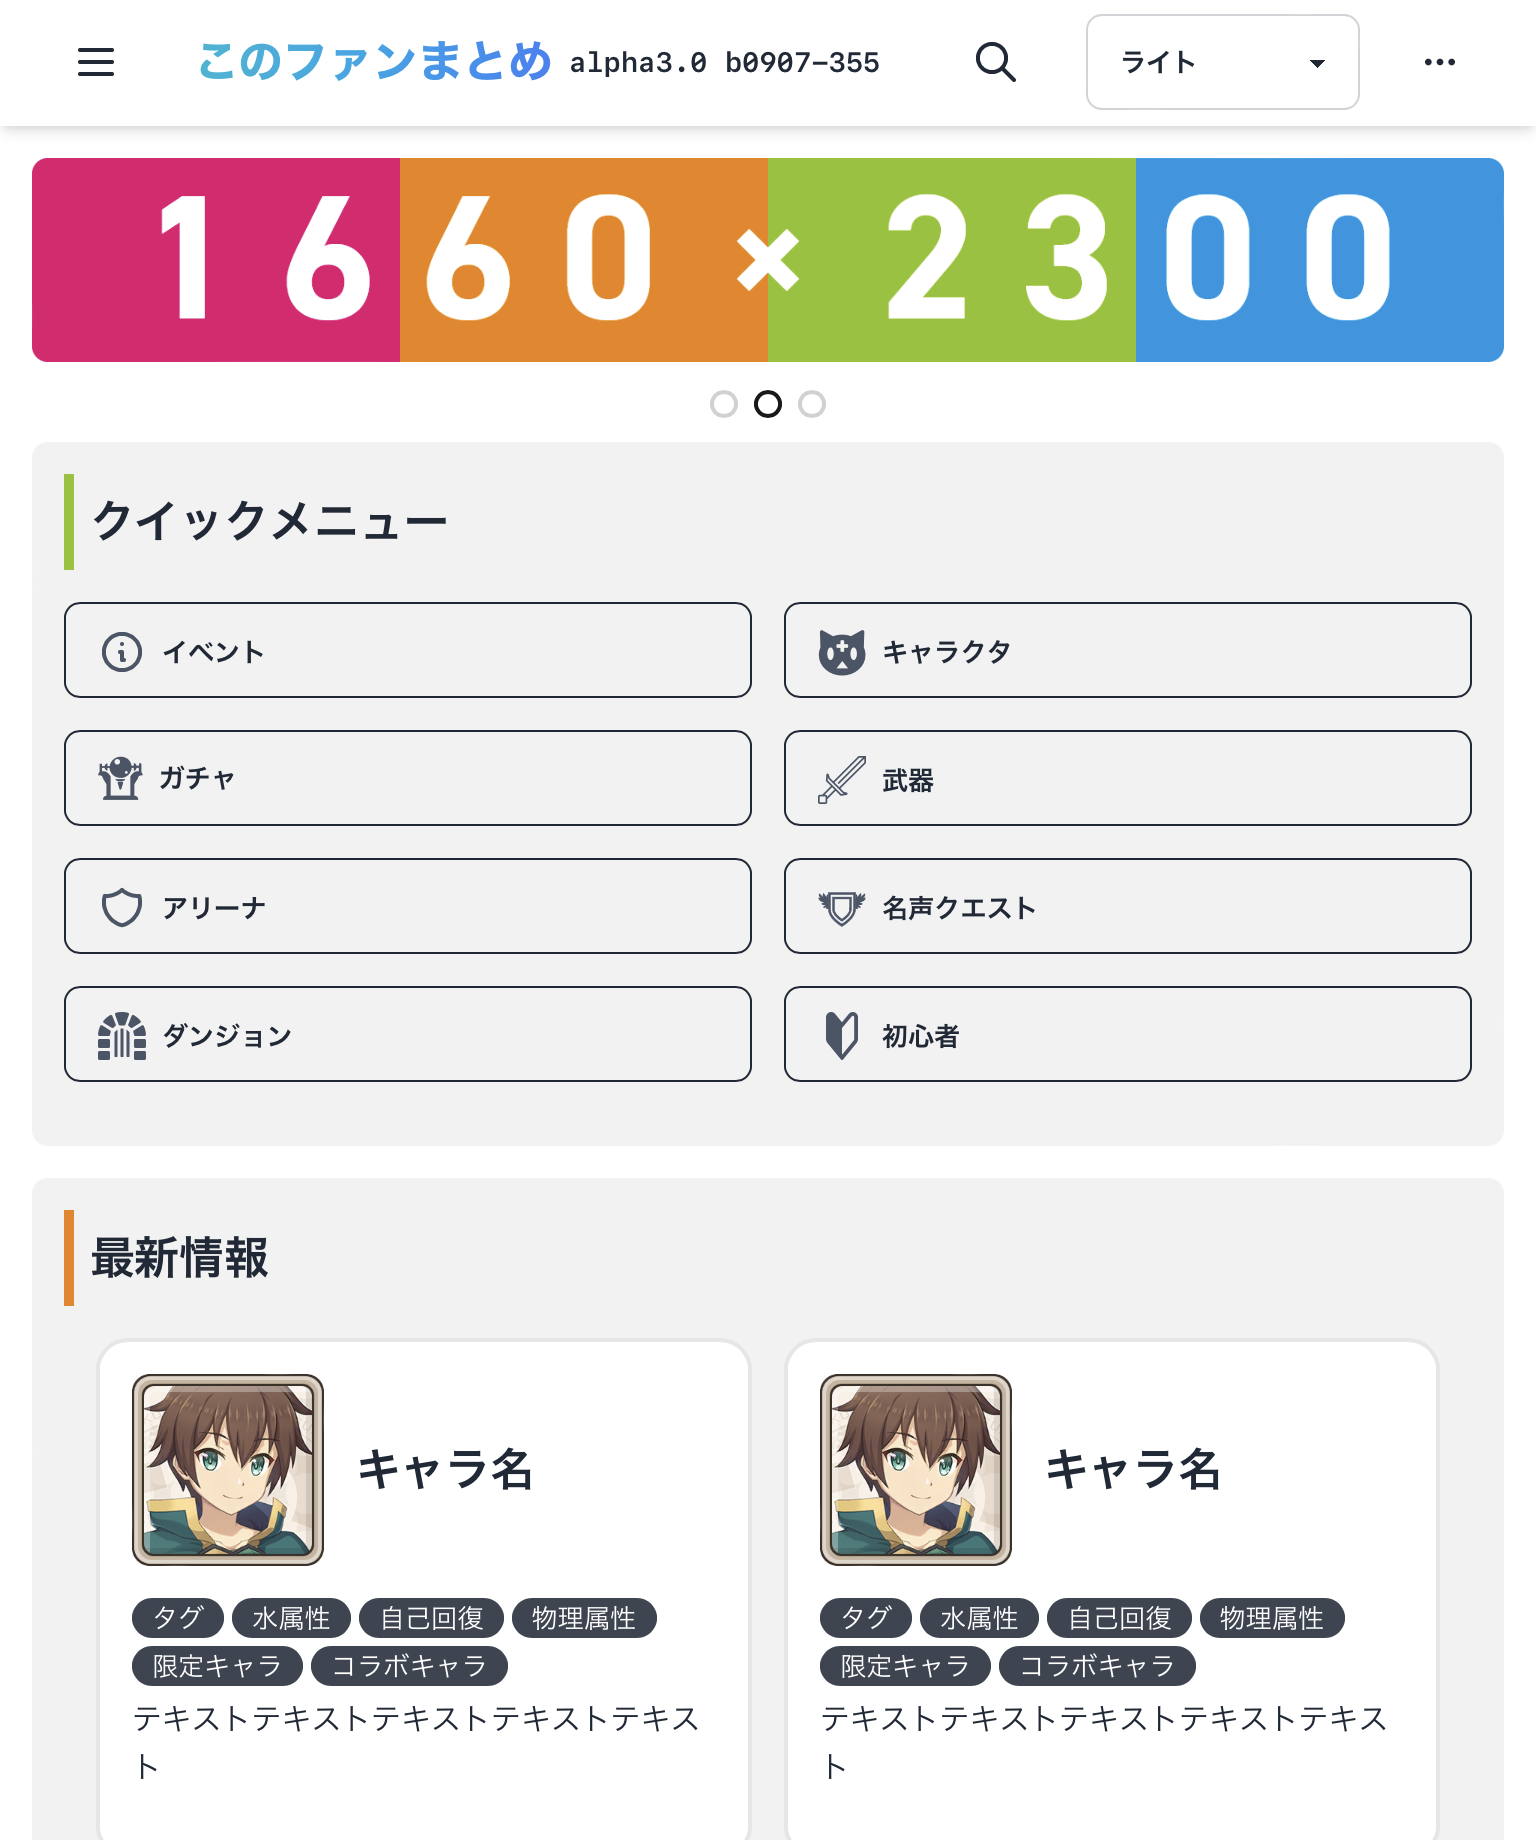 このファンまとめ alpha3.0 b0907-355
ライト
1660×2300
クイックメニュー
イベント
キャラクタ
ガチャ
武器
アリーナ
名声クエスト
ダンジョン
初心者
最新情報
キャラ名
タグ 水属性 自己回復 物理属性
限定キャラ コラボキャラ
テキストテキストテキストテキストテキス
ト
キャラ名
タグ 水属性 自己回復 物理属性
限定キャラ コラボキャラ
テキストテキストテキストテキストテキス
ト